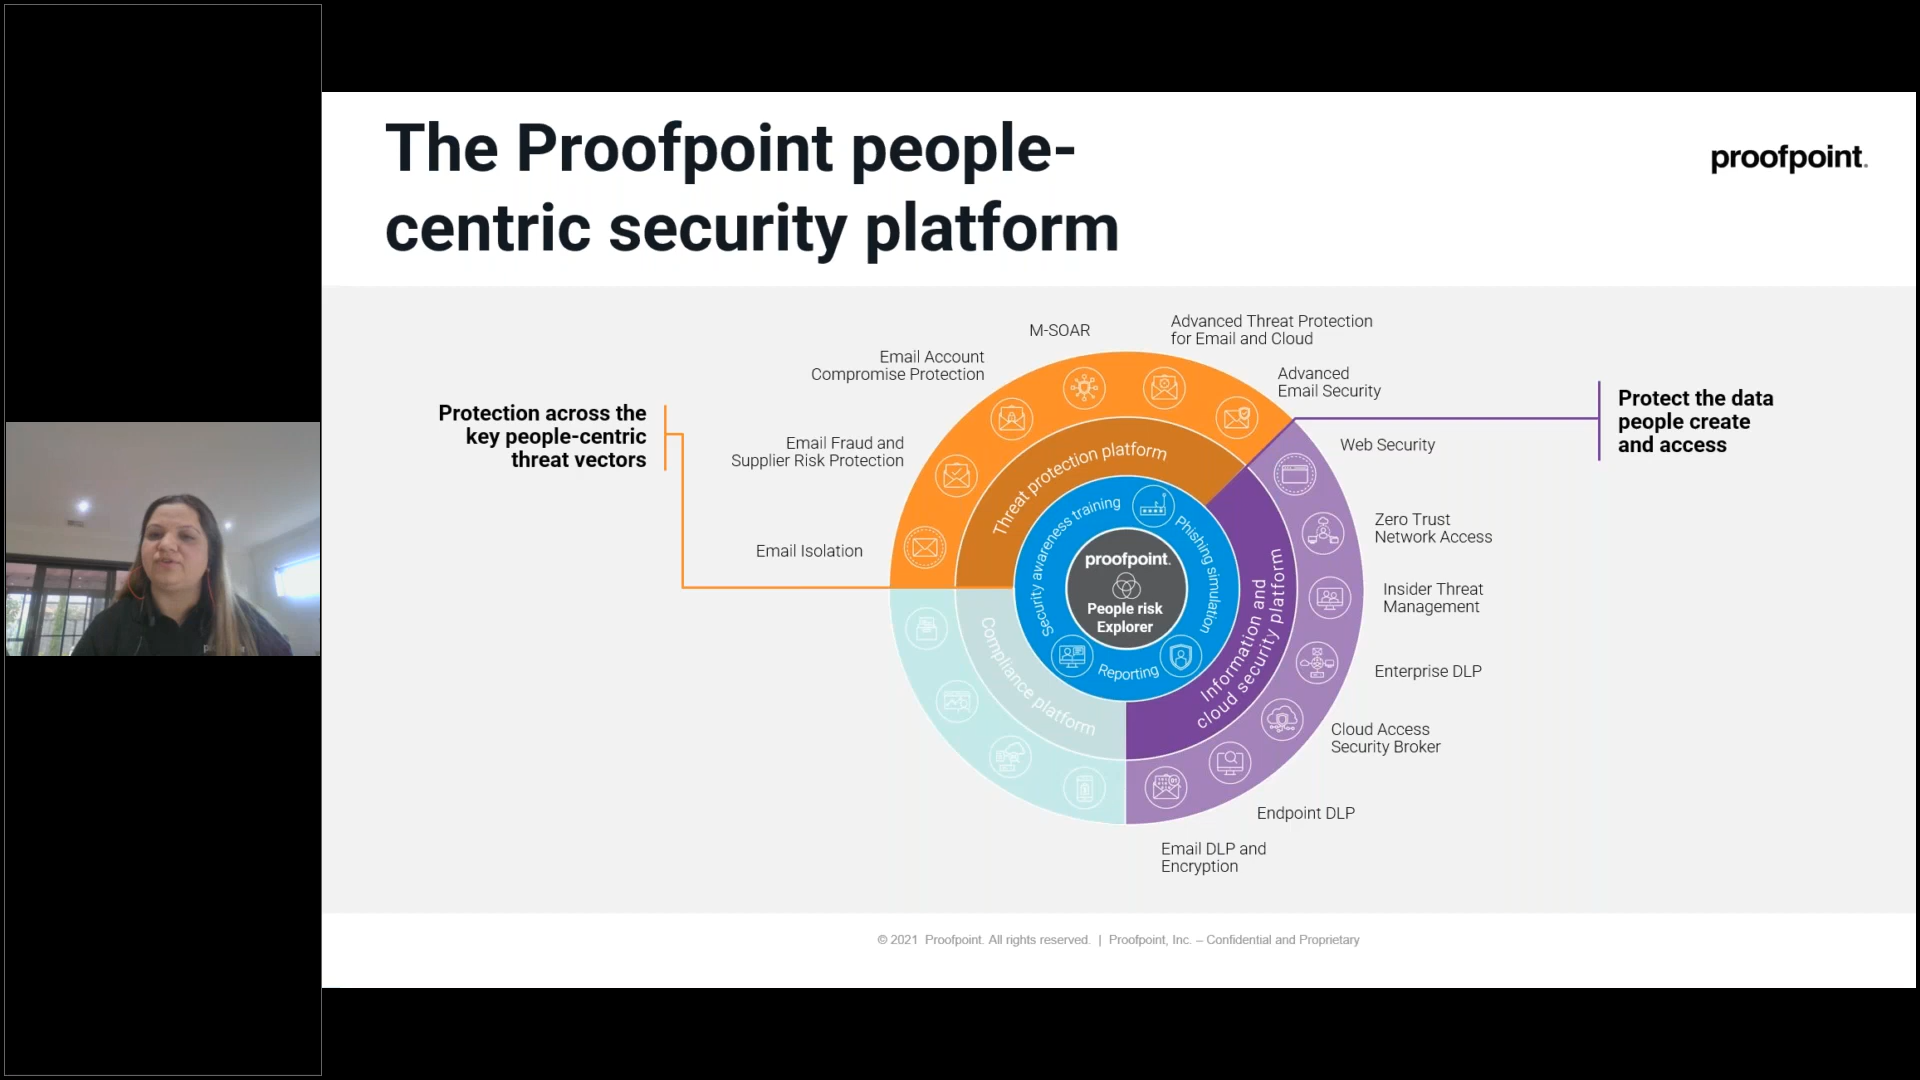 The Proofpoint people-
centric security platform
proofpoint.
M-SOAR
Advanced Threat Protection
for Email and Cloud
Email Account
Compromise Protection
Advanced
Email Security
Protection across the
key people-centric
threat vectors
Protect the data
people create
and access
Email Fraud and
Supplier Risk Protection
Web Security
Threat protection platform
Zero Trust
Network Access
Email Isolation
Security awareness training
Phishing simulation
Reporting
proofpoint.
People risk
Explorer
Information and
cloud security platform
Compliance platform
Insider Threat
Management
Enterprise DLP
Cloud Access
Security Broker
Endpoint DLP
Email DLP and
Encryption
© 2021 Proofpoint. All rights reserved. | Proofpoint, Inc. – Confidential and Proprietary